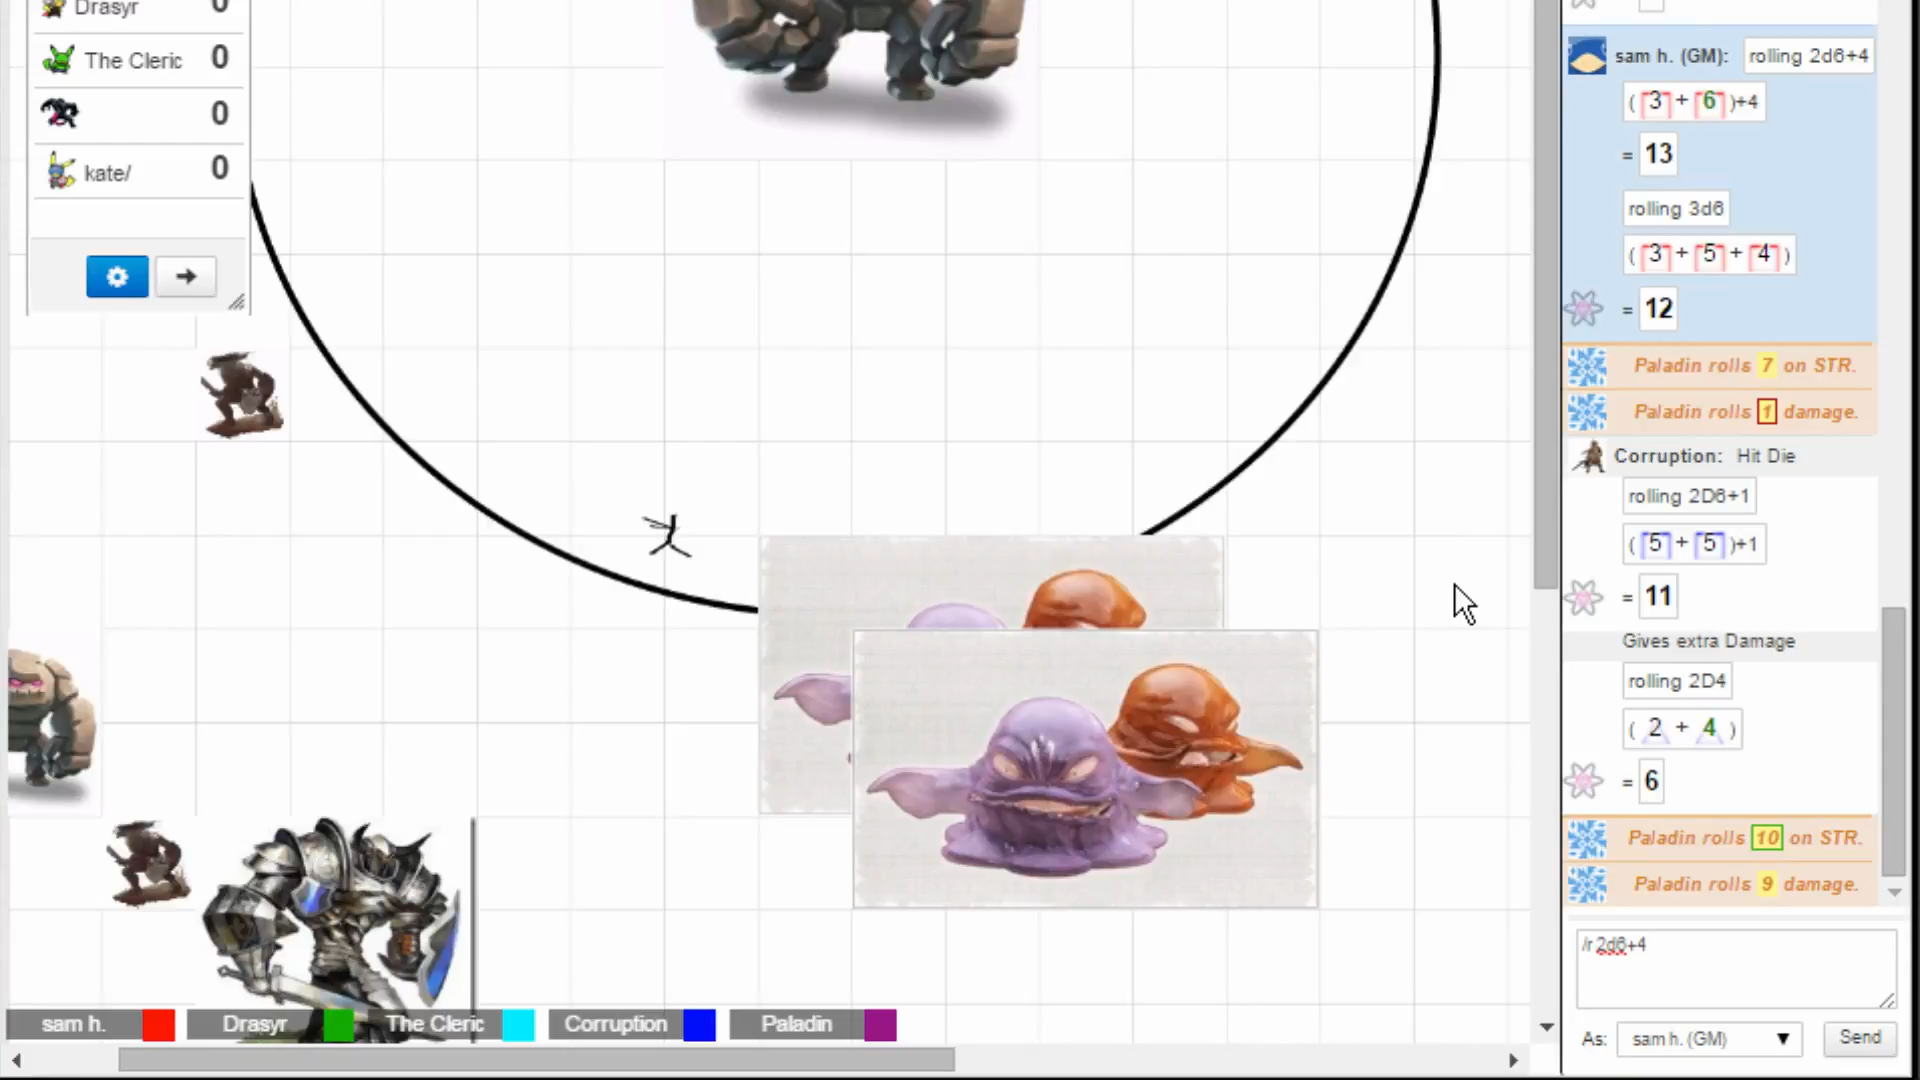 Drasyr 0
The Cleric 0
0
kate/ 0
sam h. (GM): rolling 2d6+4
(3+6)+4
= 13
rolling 3d6
(3+5+4)
= 12
Paladin rolls 7 on STR.
Paladin rolls 1 damage.
Corruption: Hit Die
rolling 2D6+1
(5+5)+1
= 11
Gives extra Damage
rolling 2D4
(2+4)
= 6
Paladin rolls 10 on STR.
Paladin rolls 9 damage.
/r 2d6+4
As: sam h. (GM) Send
sam h. Drasyr The Cleric Corruption Paladin